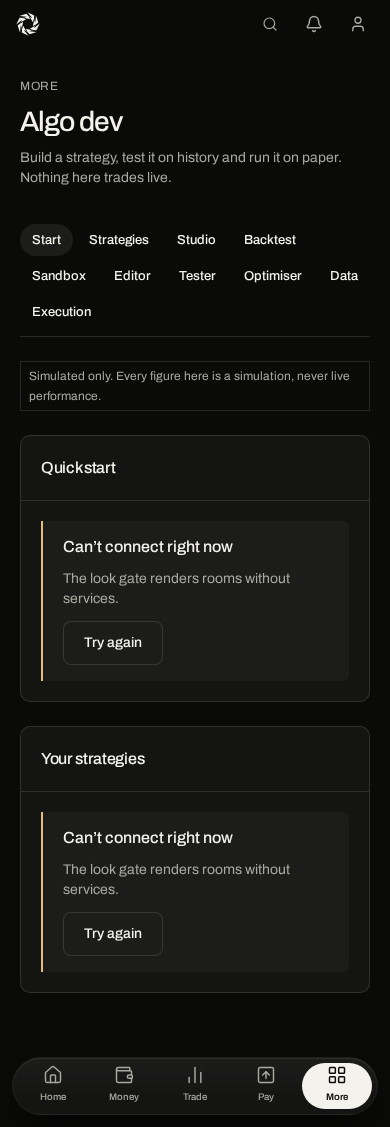 MORE
Algo dev
Build a strategy, test it on history and run it on paper.
Nothing here trades live.
Start Strategies Studio Backtest
Sandbox Editor Tester Optimiser Data
Execution
Simulated only. Every figure here is a simulation, never live
performance.
Quickstart
Can’t connect right now
The look gate renders rooms without
services.
Try again
Your strategies
Can’t connect right now
The look gate renders rooms without
services.
Try again
Home Money Trade Pay More